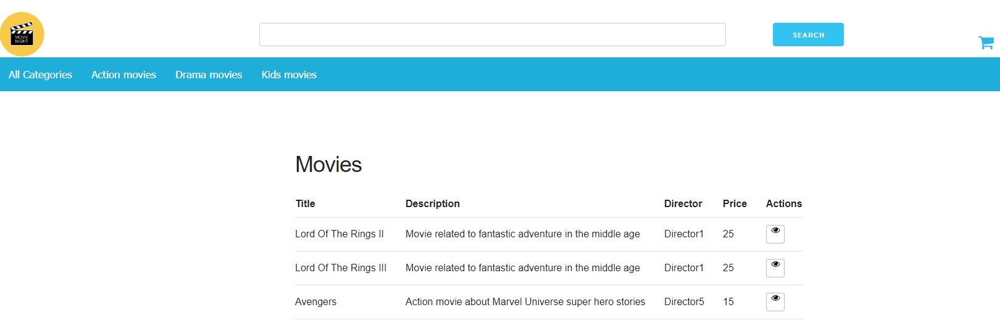 MOVIE
NIGHT
SEARCH
All Categories Action movies Drama movies Kids movies
Movies
Title Description Director Price Actions
Lord Of The Rings II Movie related to fantastic adventure in the middle age Director1 25
Lord Of The Rings III Movie related to fantastic adventure in the middle age Director1 25
Avengers Action movie about Marvel Universe super hero stories Director5 15